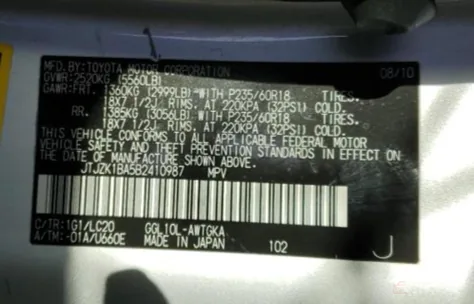 MFD.BY:TOYOTA MOTOR CORPORATION 08/10
GVWR:2520KG (5560LB)
GAWR:FRT. 1360KG (2999LB) WITH P235/60R18 TIRES.
18X7 1/2J RIMS. AT 220KPA (32PSI) COLD.
RR. 1385KG (3056LB) WITH P235/60R18 TIRES.
18X7 1/2J RIMS. AT 220KPA (32PSI) COLD.
THIS VEHICLE CONFORMS TO ALL APPLICABLE FEDERAL MOTOR
VEHICLE SAFETY STANDARDS IN EFFECT ON
THE DATE OF MANUFACTURE SHOWN ABOVE.
JTJZK1BA5B2410987 MPV
C/TR:1G1/LC20 GGL10L-AWTGKA
A/TM:-01A/U660E MADE IN JAPAN 102 J